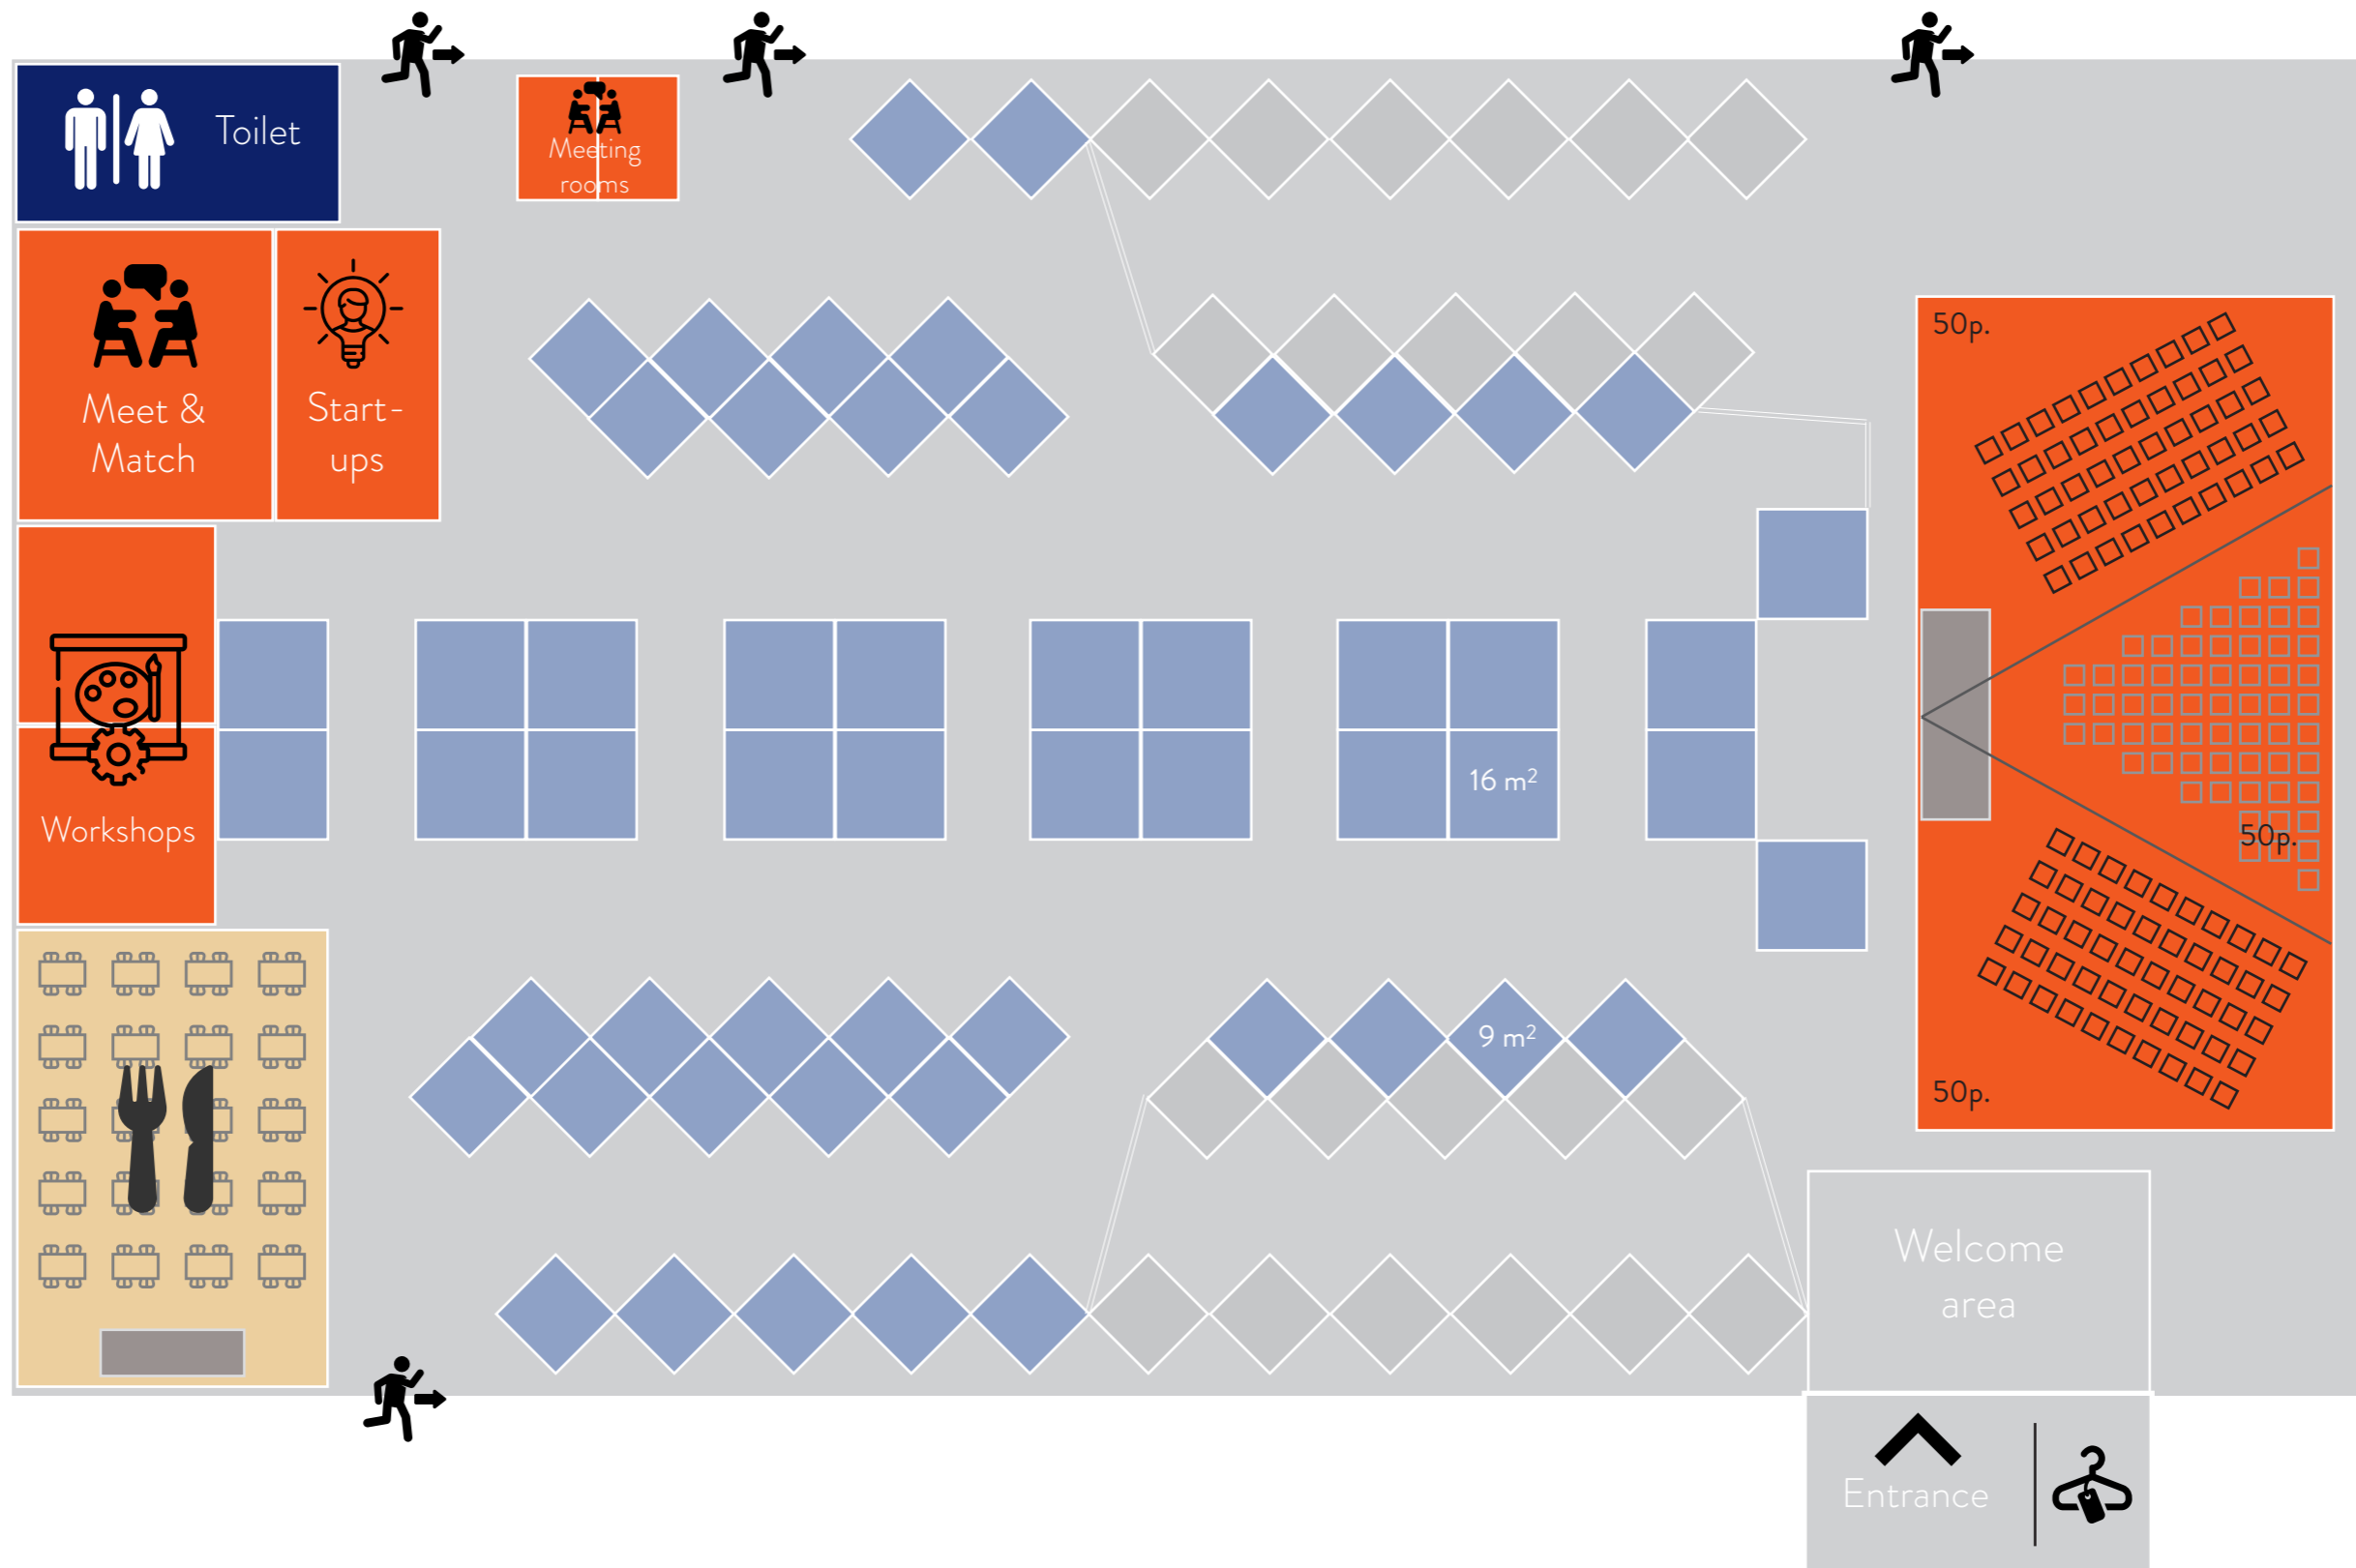 Toilet
Meeting
rooms
Meet &
Match
Start-
ups
50p.
16 m²
Workshops
50p.
9 m²
50p.
Welcome
area
Entrance